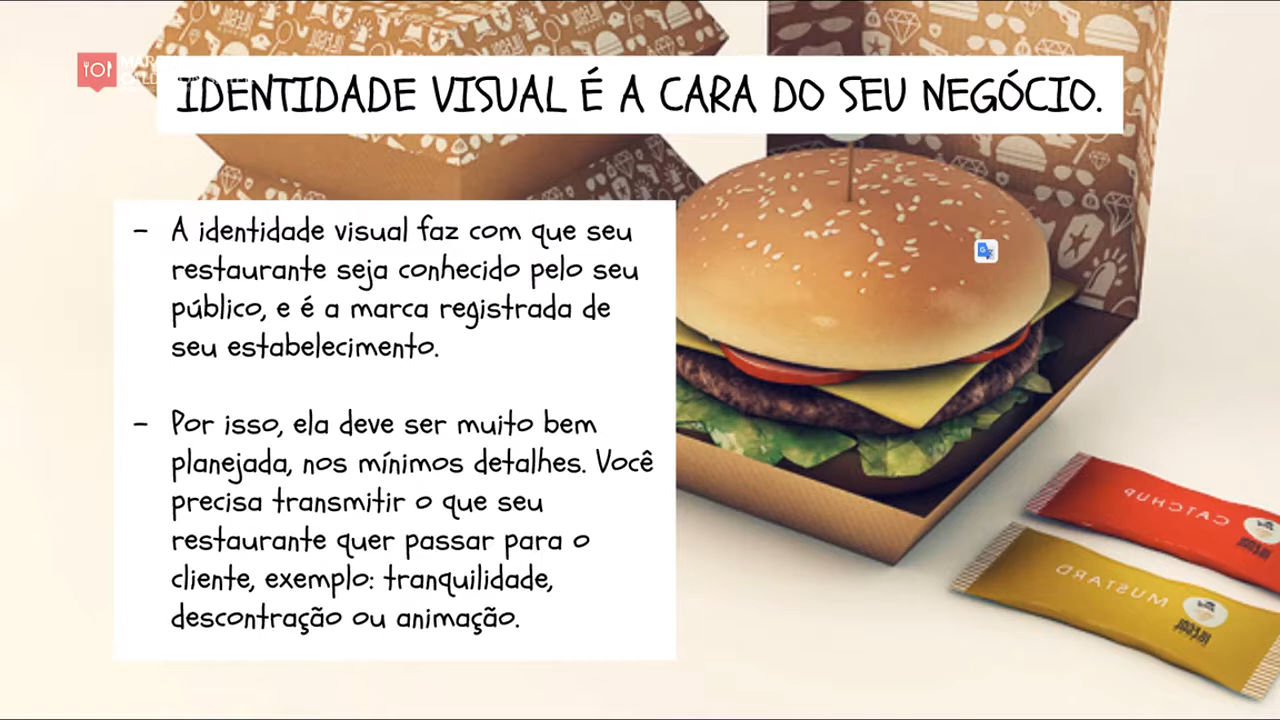 IDENTIDADE VISUAL É A CARA DO SEU NEGÓCIO.
- A identidade visual faz com que seu
restaurante seja conhecido pelo seu
público, e é a marca registrada de
seu estabelecimento.
- Por isso, ela deve ser muito bem
planejada, nos mínimos detalhes. Você
precisa transmitir o que seu
restaurante quer passar para o
cliente, exemplo: tranquilidade,
descontração ou animação.
CATCHUP
MUSTARD